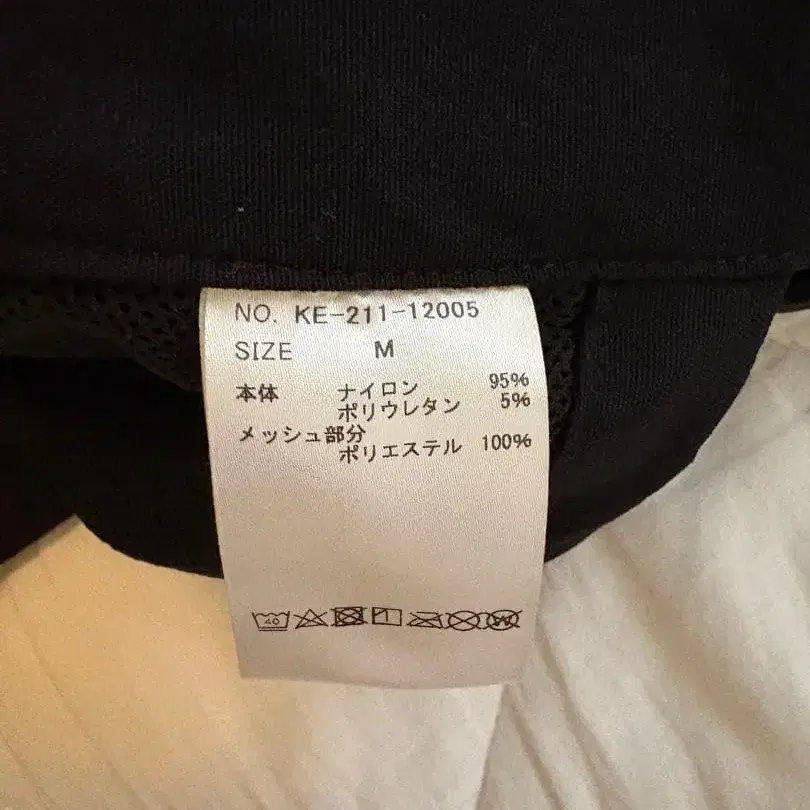 NO. KE-211-12005
SIZE M
本体 ナイロン 95%
ポリウレタン 5%
メッシュ部分
ポリエステル 100%
40
W